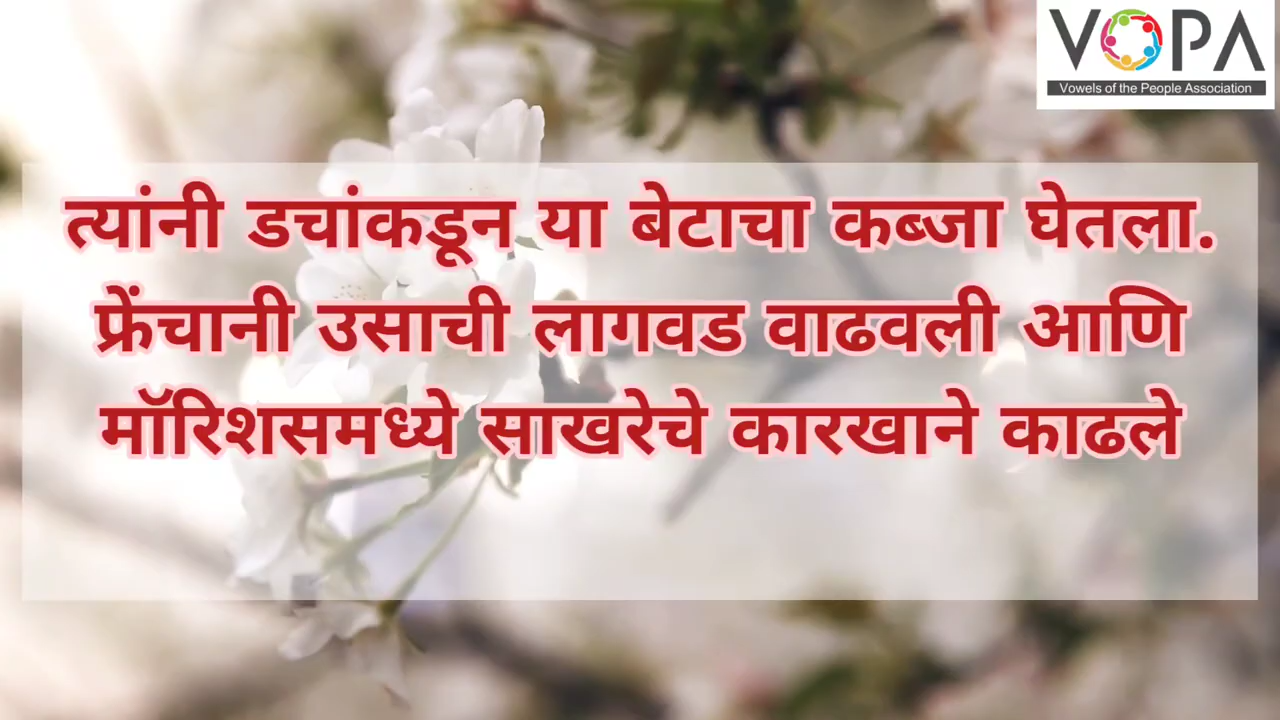 VOPA
Vowels of the People Association
त्यांनी डचांकडून या बेटाचा कब्जा घेतला.
फ्रेंचानी उसाची लागवड वाढवली आणि
मॉरिशसमध्ये साखरेचे कारखाने काढले